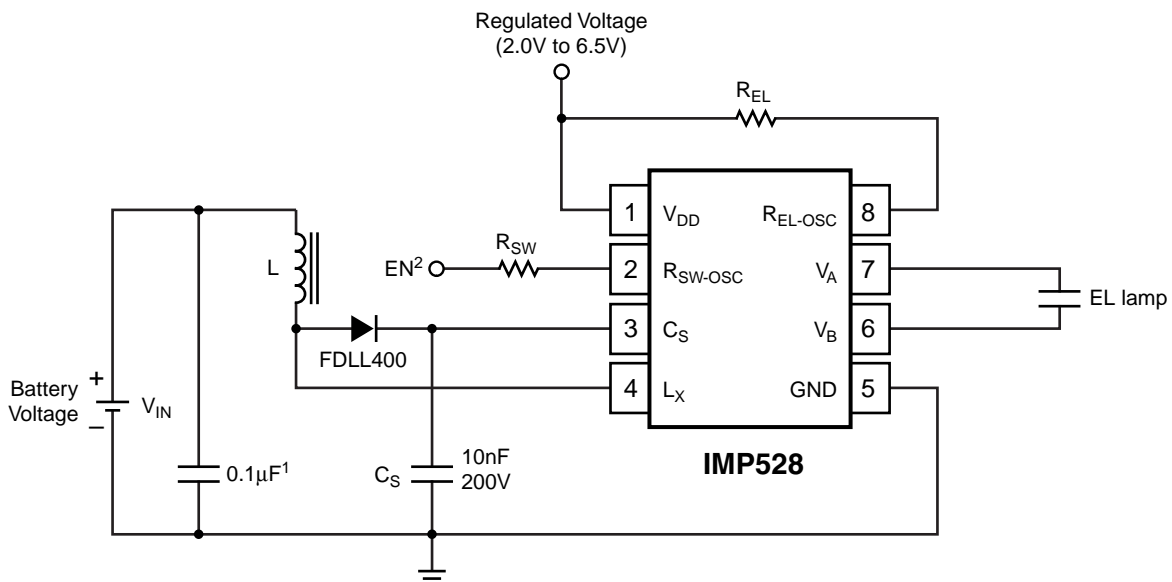 Regulated Voltage
(2.0V to 6.5V)
R_EL
1 V_DD
R_EL-OSC 8
EN² R_SW
2 R_SW-OSC
V_A 7
L
3 C_S
V_B 6
EL lamp
FDLL400
4 L_X
GND 5
Battery
Voltage
+
–
V_IN
IMP528
0.1µF¹
C_S
10nF
200V